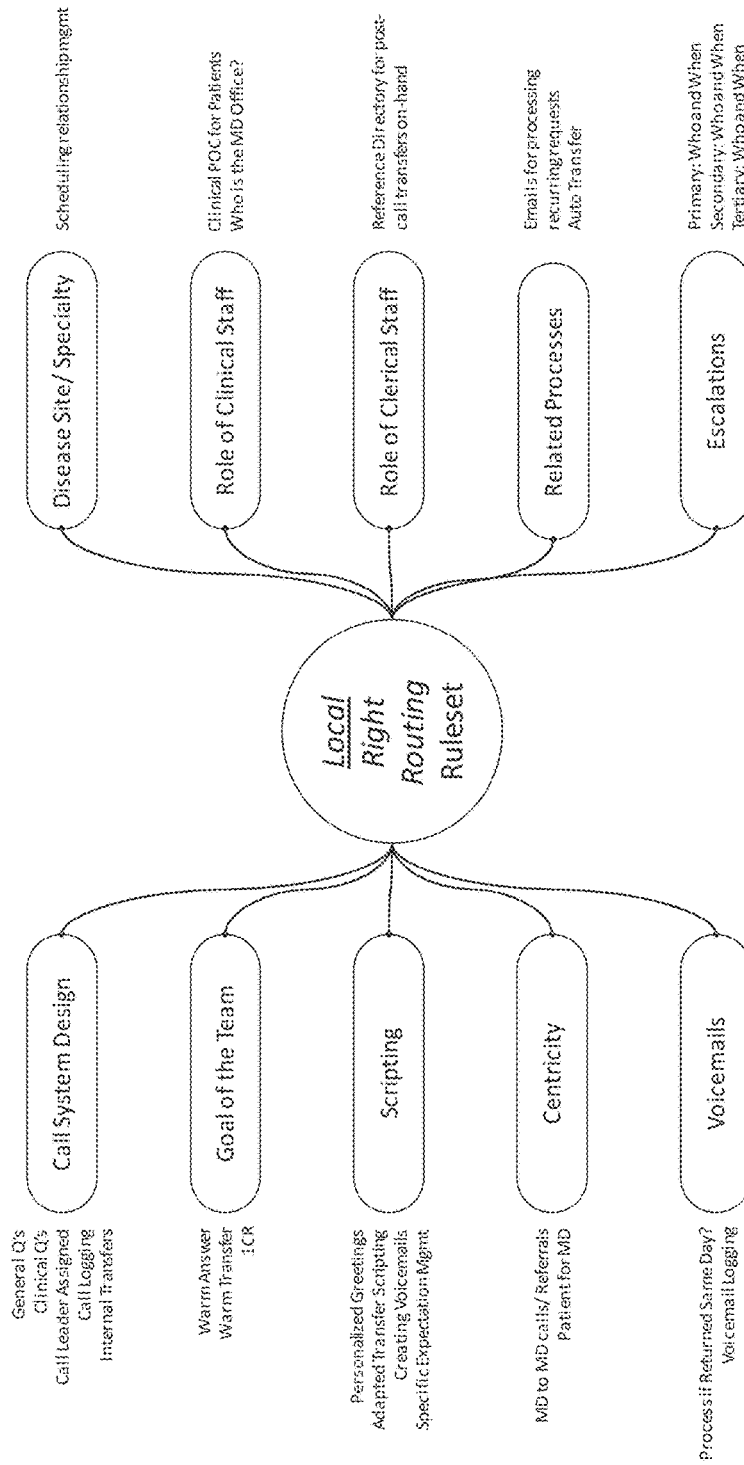 General Q's
Clinical Q's
Call Leader Assigned
Call Logging
Internal Transfers
Call System Design
Warm Answer
Warm Transfer
1CR
Goal of the Team
Personalized Greetings
Adapted Transfer Scripting
Creating Voicemails
Specific Expectation Mgmt
Scripting
MD to MD calls/ Referrals
Patient for MD
Centricity
Process if Returned Same Day?
Voicemail Logging
Voicemails
Local
Right
Routing
Ruleset
Disease Site/ Specialty
Scheduling relationship mgmt
Role of Clinical Staff
Clinical POC for Patients
Who is the MD Office?
Role of Clerical Staff
Reference Directory for post-
call transfers on-hand
Related Processes
Emails for processing
recurring requests
Auto Transfer
Escalations
Primary: Who and When
Secondary: Who and When
Tertiary: Who and When